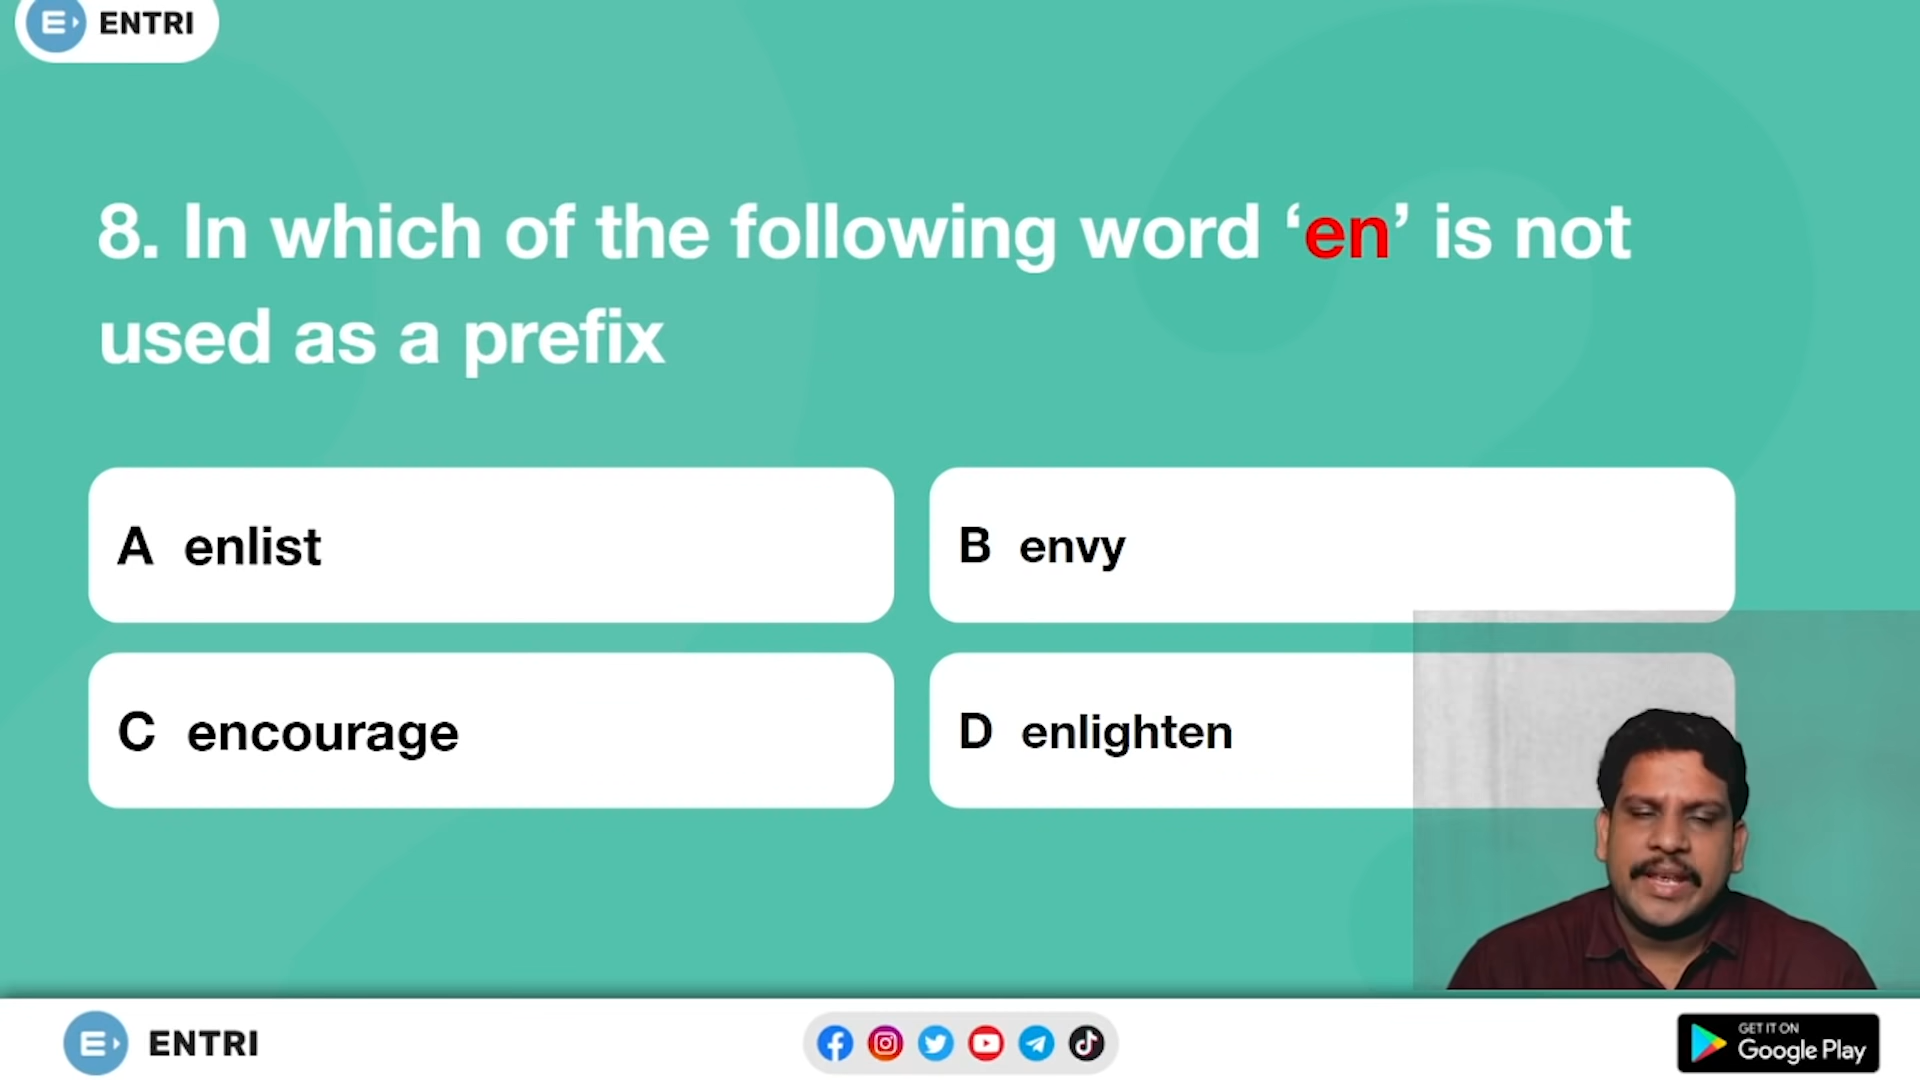 E ENTRI
8. In which of the following word ‘en’ is not
used as a prefix
A enlist
B envy
C encourage
D enlighten
E ENTRI
GET IT ON
Google Play